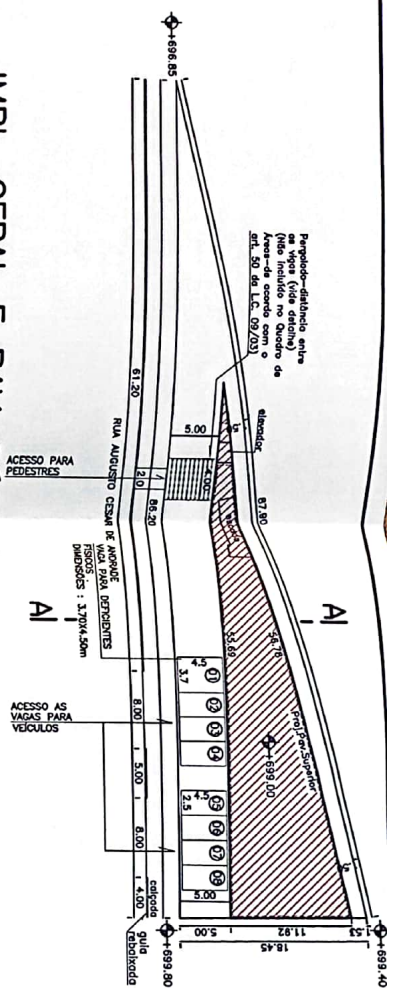 +696.85
Pergolado-distância entre
as vigas (vide detalhe)
(Não incluído no Quadro de
Áreas-de acordo com o
art. 50 da L.C. 09/03)
elevador
87.90
5.00
4.00
escada
61.20
2.0
86.20
ACESSO PARA
PEDESTRES
RUA AUGUSTO CESAR DE ANDRADE
VAGA PARA DEFICIENTES
FISICOS
DIMENSÕES : 3.70X4.50m
A
A
56.78
55.69
Proj.Pav.Superior
+699.00
4.5
3.7
01
02
03
04
4.5
2.5
05
06
07
08
5.00
8.00
5.00
8.00
4.00
ACESSO AS
VAGAS PARA
VEÍCULOS
calçada
guia
rebaixada
1.53
11.92
5.00
18.45
+699.40
+699.80